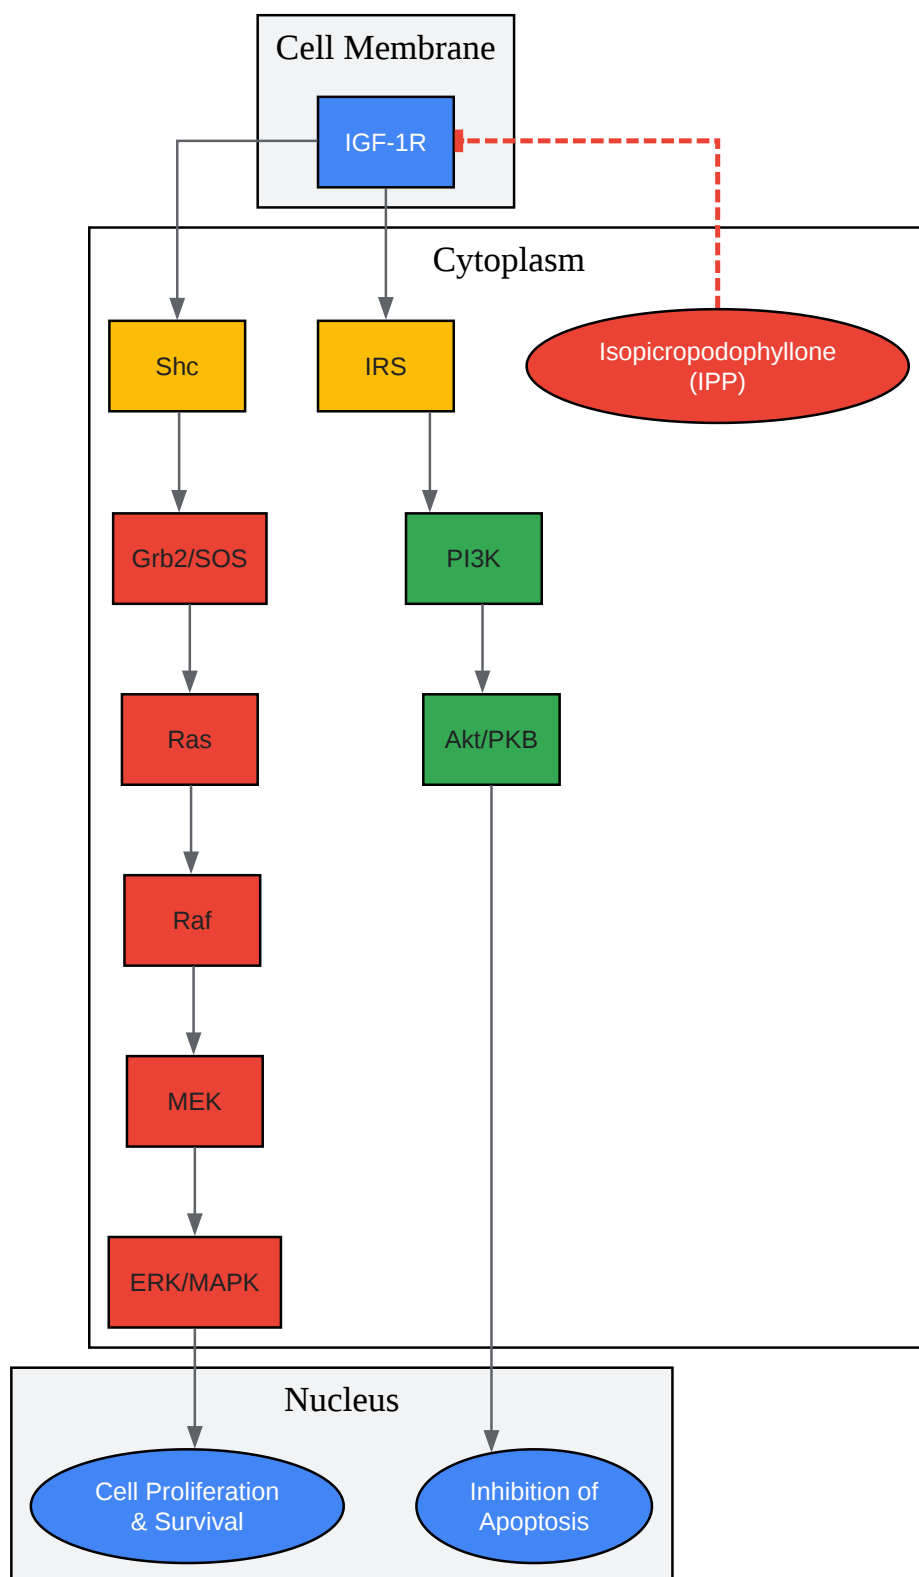 Cell Membrane
IGF-1R
Cytoplasm
Shc
IRS
Isopicropodophyllone
(IPP)
Grb2/SOS
PI3K
Ras
Akt/PKB
Raf
MEK
ERK/MAPK
Nucleus
Cell Proliferation
& Survival
Inhibition of
Apoptosis